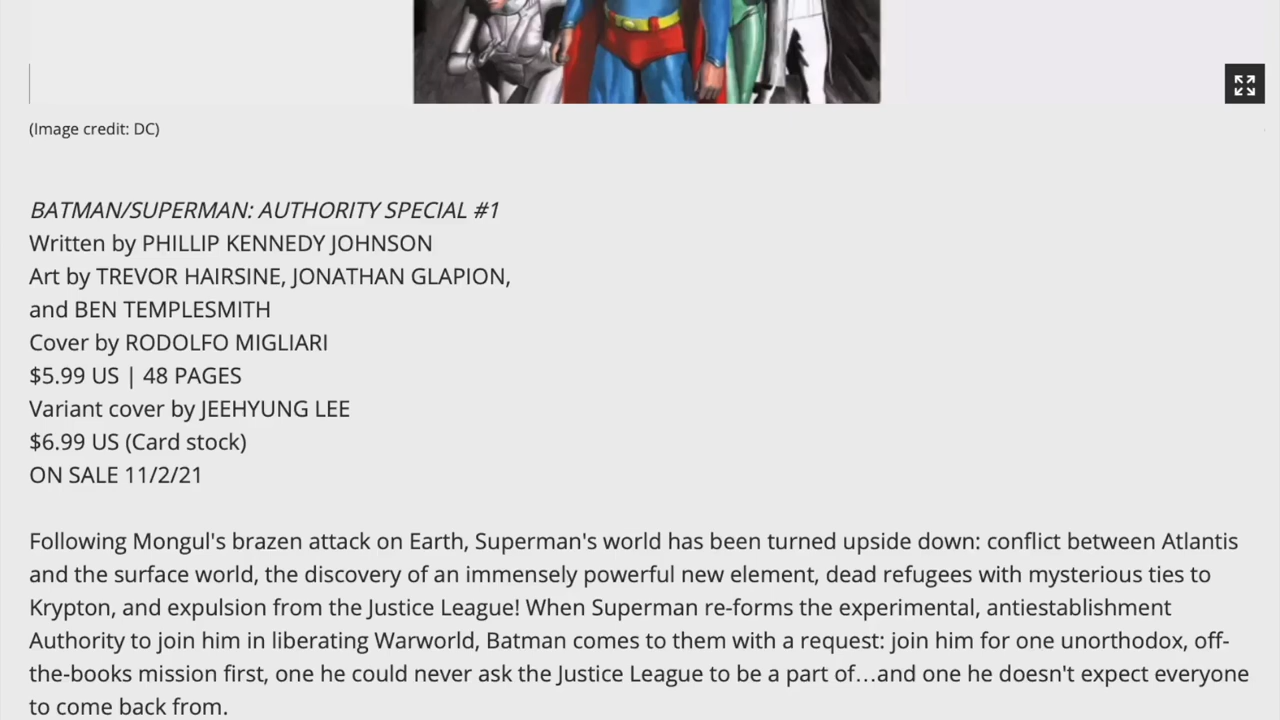 (Image credit: DC)
BATMAN/SUPERMAN: AUTHORITY SPECIAL #1
Written by PHILLIP KENNEDY JOHNSON
Art by TREVOR HAIRSINE, JONATHAN GLAPION,
and BEN TEMPLESMITH
Cover by RODOLFO MIGLIARI
$5.99 US | 48 PAGES
Variant cover by JEEHYUNG LEE
$6.99 US (Card stock)
ON SALE 11/2/21
Following Mongul's brazen attack on Earth, Superman's world has been turned upside down: conflict between Atlantis
and the surface world, the discovery of an immensely powerful new element, dead refugees with mysterious ties to
Krypton, and expulsion from the Justice League! When Superman re-forms the experimental, antiestablishment
Authority to join him in liberating Warworld, Batman comes to them with a request: join him for one unorthodox, off-
the-books mission first, one he could never ask the Justice League to be a part of…and one he doesn't expect everyone
to come back from.